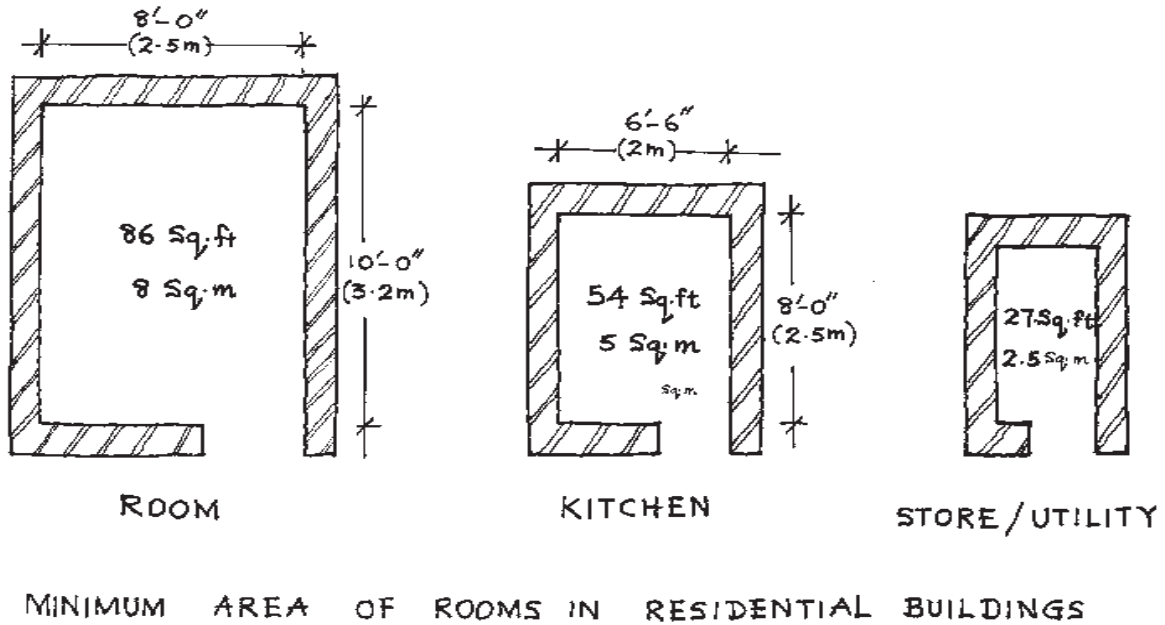 8'-0"
(2.5m)
86 Sq.ft
8 Sq.m
10'-0"
(3.2m)
ROOM
6'-6"
(2m)
54 Sq.ft
5 Sq.m
Sq.m
8'-0"
(2.5m)
KITCHEN
27 Sq.ft
2.5 Sq.m
STORE/UTILITY
MINIMUM AREA OF ROOMS IN RESIDENTIAL BUILDINGS